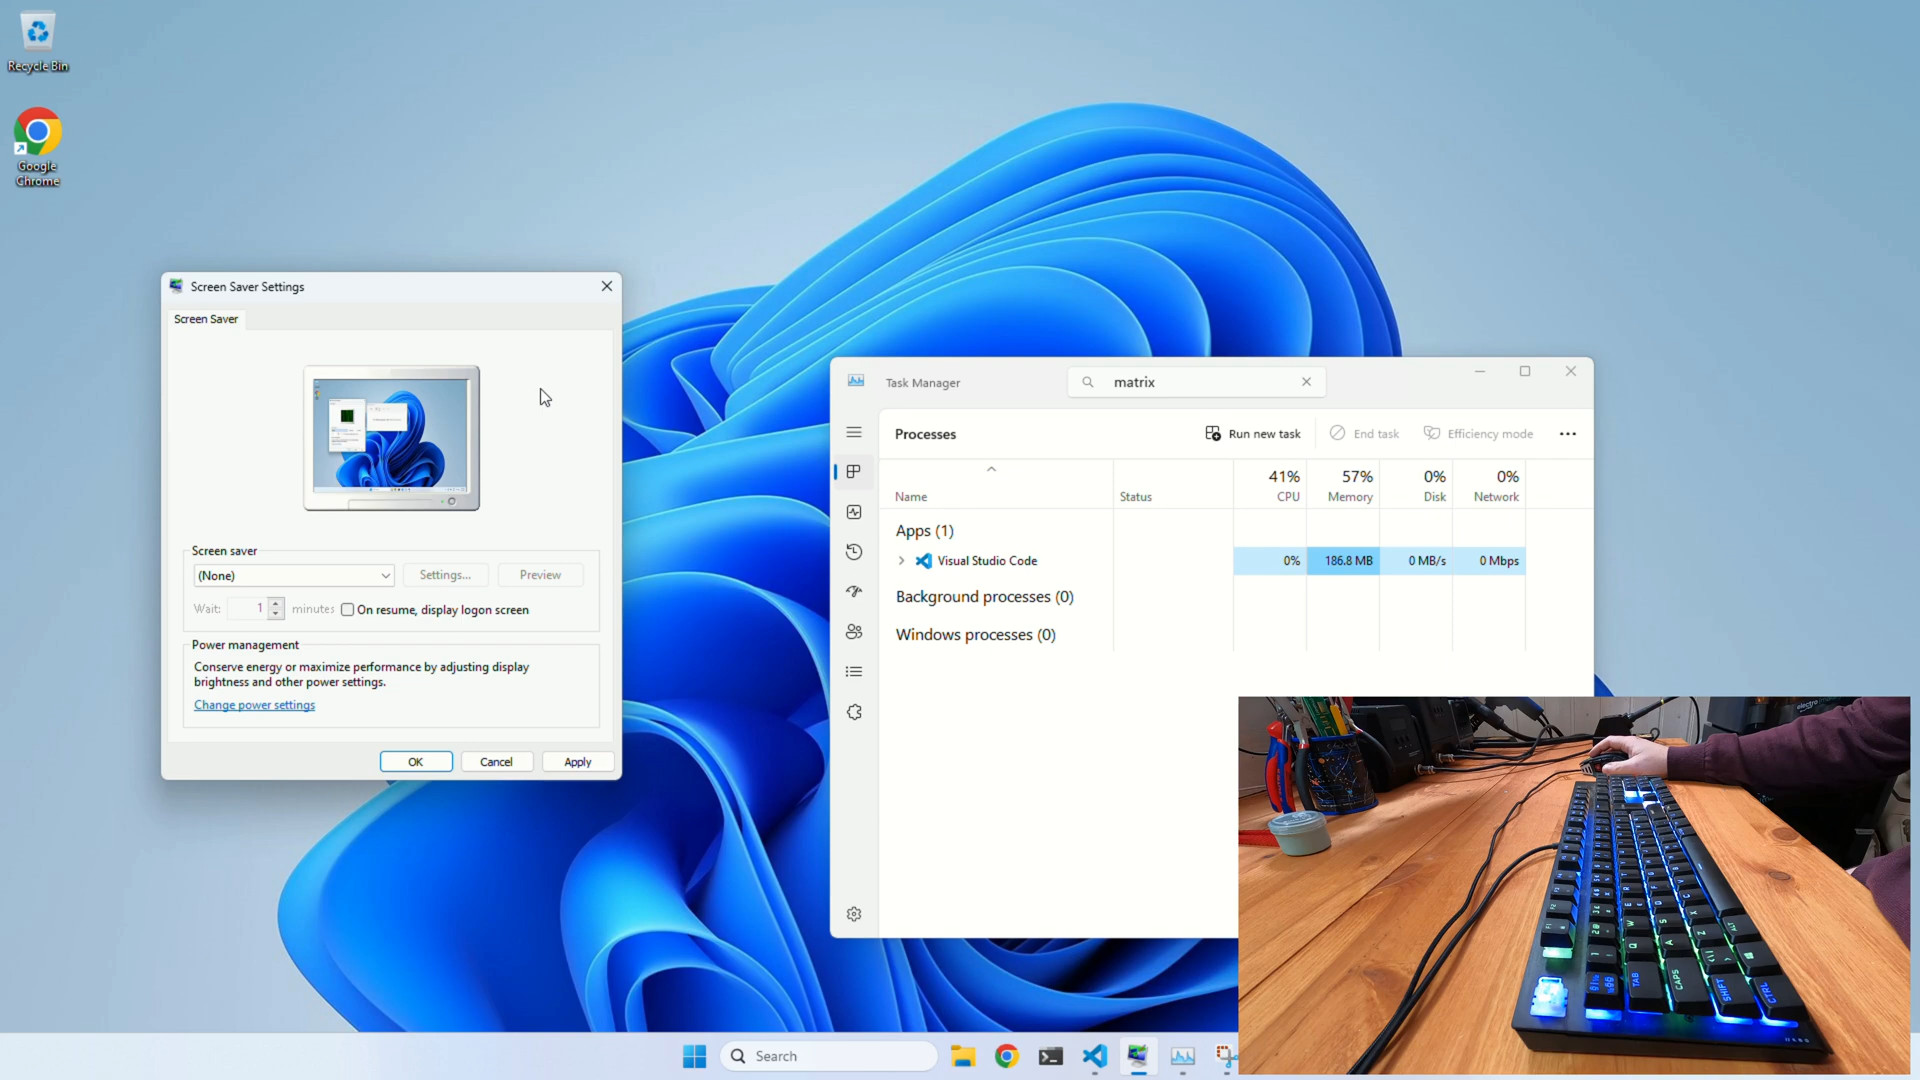 Recycle Bin
Google
Chrome
Screen Saver Settings
Screen Saver
Screen saver
(None)
Settings...
Preview
Wait:
1
minutes
On resume, display logon screen
Power management
Conserve energy or maximize performance by adjusting display
brightness and other power settings.
Change power settings
OK
Cancel
Apply
Task Manager
matrix
Processes
Run new task
End task
Efficiency mode
41%
57%
0%
0%
Name
Status
CPU
Memory
Disk
Network
Apps (1)
Visual Studio Code
0%
186.8 MB
0 MB/s
0 Mbps
Background processes (0)
Windows processes (0)
Search
TAB
CAPS
SHIFT
CTRL